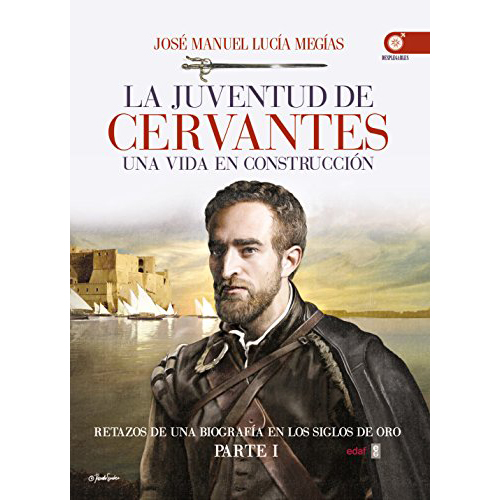 JOSÉ MANUEL LUCÍA MEGÍAS
DESPLEGABLES
LA JUVENTUD DE
CERVANTES
UNA VIDA EN CONSTRUCCIÓN
RETAZOS DE UNA BIOGRAFÍA EN LOS SIGLOS DE ORO
PARTE I
edaf